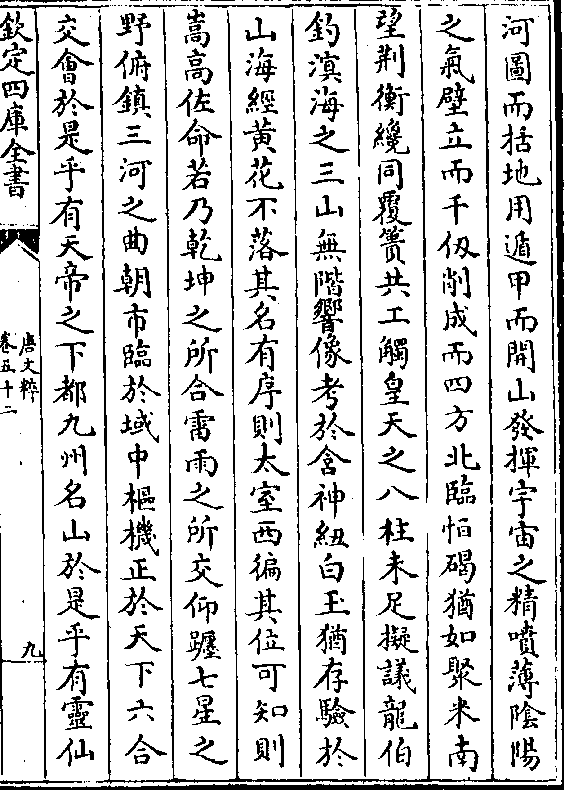 河圖而括地用遁甲而開山發揮宇宙之精噴薄陰陽
之氣壁立而千仭削成而四方北臨恒碣猶如聚米南
望荆衡纔同覆簣共工觸皇天之八柱未足擬議龍伯
釣溟海之三山無階響像考於含神紐白玉猶存驗於
山海經黄花不落其名有序則太室西偏其位可知則
嵩高佐命若乃乾坤之所合雷雨之所交仰躔七星之
野俯鎮三河之曲朝市臨於域中樞機正於天下六合
交會於是乎有天帝之下都九州名山於是乎有靈仙
欽定四庫全書
唐文粹
卷五十二
九